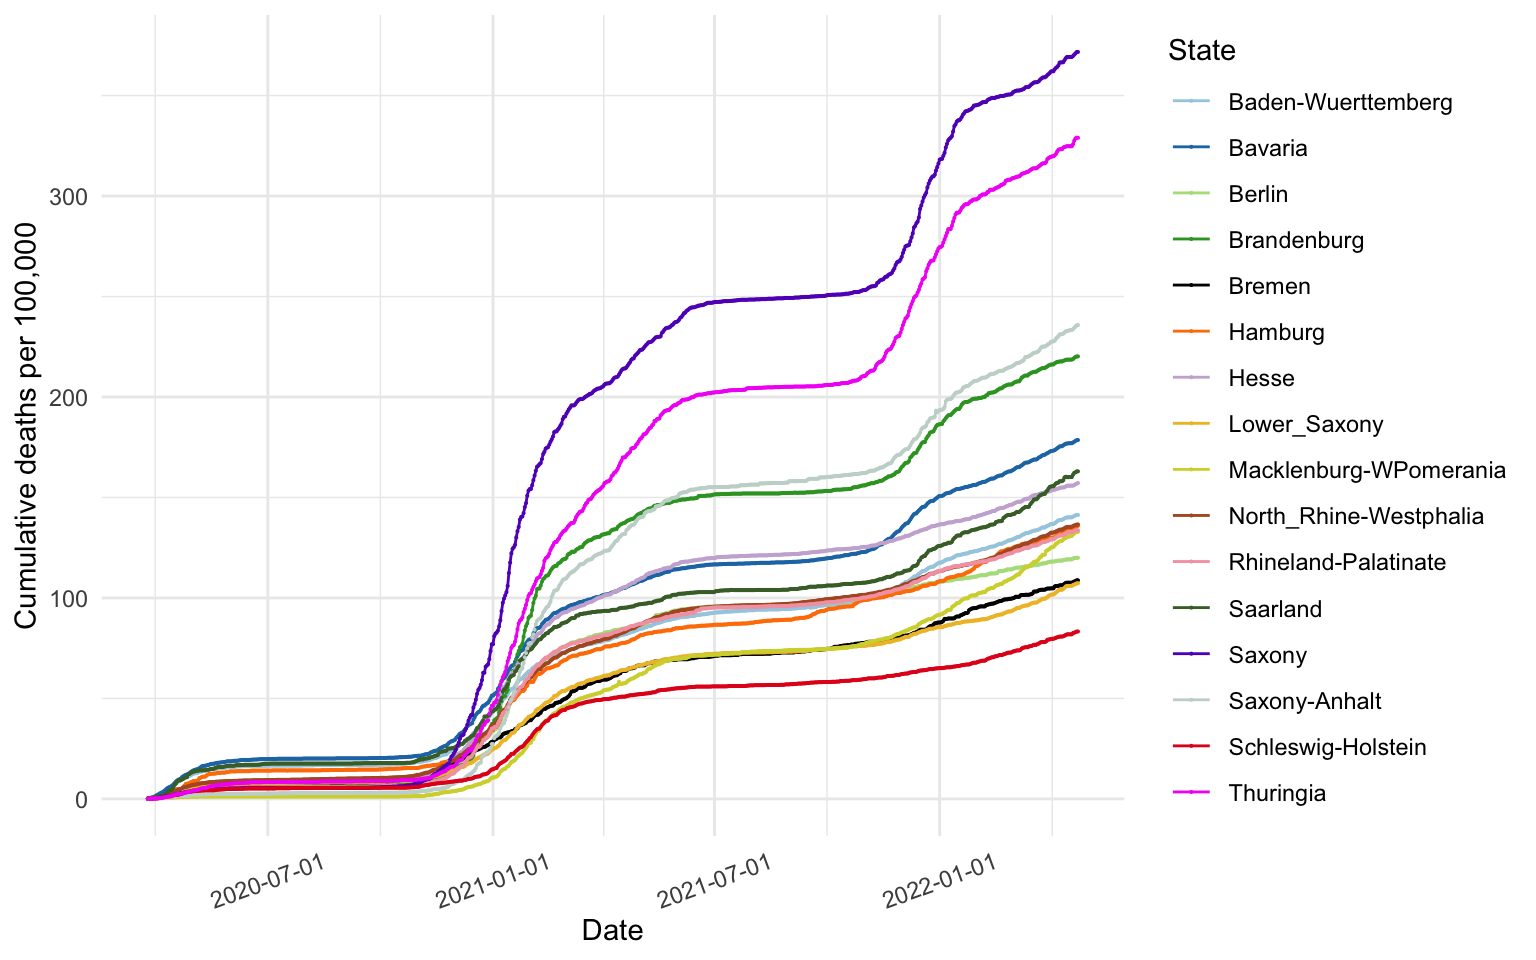 Cumulative deaths per 100,000
300
200
100
0
2020-07-01
2021-01-01
2021-07-01
2022-01-01
Date
State
Baden-Wuerttemberg
Bavaria
Berlin
Brandenburg
Bremen
Hamburg
Hesse
Lower_Saxony
Macklenburg-WPomerania
North_Rhine-Westphalia
Rhineland-Palatinate
Saarland
Saxony
Saxony-Anhalt
Schleswig-Holstein
Thuringia